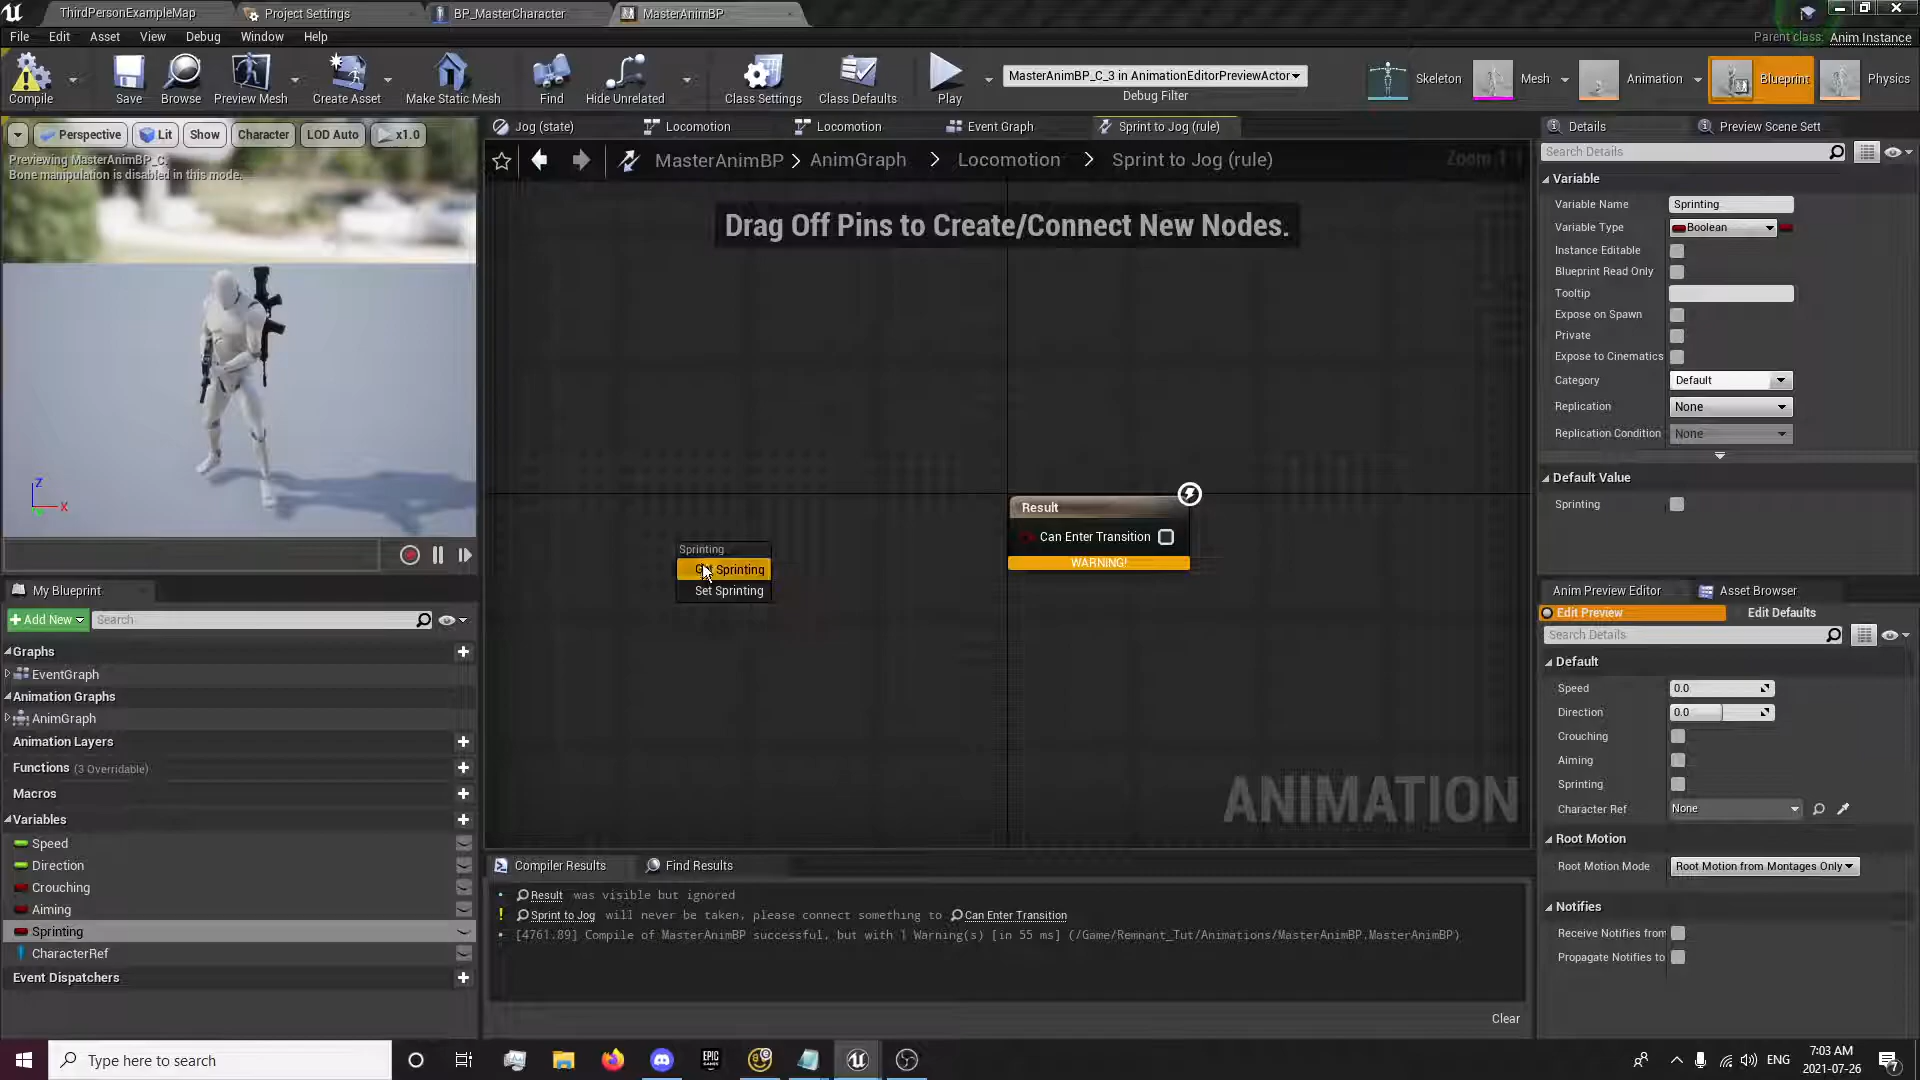 ThirdPersonExampleMap
Project Settings
BP_MasterCharacter
MasterAnimBP
File
Edit
Asset
View
Debug
Window
Help
Parent class: Anim Instance
Compile
Save
Browse
Preview Mesh
Create Asset
Make Static Mesh
Find
Hide Unrelated
Class Settings
Class Defaults
Play
MasterAnimBP_C_3 in AnimationEditorPreviewActor
Debug Filter
Skeleton
Mesh
Animation
Blueprint
Physics
Perspective
Lit
Show
Character
LOD Auto
x1.0
Previewing MasterAnimBP_C.
Bone manipulation is disabled in this mode.
Z
X
Jog (state)
Locomotion
Locomotion
Event Graph
Sprint to Jog (rule)
MasterAnimBP > AnimGraph > Locomotion > Sprint to Jog (rule)
Zoom 1:1
Drag Off Pins to Create/Connect New Nodes.
Sprinting
Get Sprinting
Set Sprinting
Result
Can Enter Transition
WARNING!
ANIMATION
My Blueprint
Add New
Search
Graphs
EventGraph
Animation Graphs
AnimGraph
Animation Layers
Functions (3 Overridable)
Macros
Variables
Speed
Direction
Crouching
Aiming
Sprinting
CharacterRef
Event Dispatchers
Compiler Results
Find Results
Result was visible but ignored
! Sprint to Jog will never be taken, please connect something to Can Enter Transition
[4761.89] Compile of MasterAnimBP successful, but with 1 Warning(s) [in 55 ms] (/Game/Remnant_Tut/Animations/MasterAnimBP.MasterAnimBP)
Clear
Details
Preview Scene Sett
Search Details
Variable
Variable Name
Sprinting
Variable Type
Boolean
Instance Editable
Blueprint Read Only
Tooltip
Expose on Spawn
Private
Expose to Cinematics
Category
Default
Replication
None
Replication Condition
None
Default Value
Sprinting
Anim Preview Editor
Asset Browser
Edit Preview
Edit Defaults
Search Details
Default
Speed
0.0
Direction
0.0
Crouching
Aiming
Sprinting
Character Ref
None
Root Motion
Root Motion Mode
Root Motion from Montages Only
Notifies
Receive Notifies from
Propagate Notifies to
Type here to search
EPIC
ENG
7:03 AM
2021-07-26
7